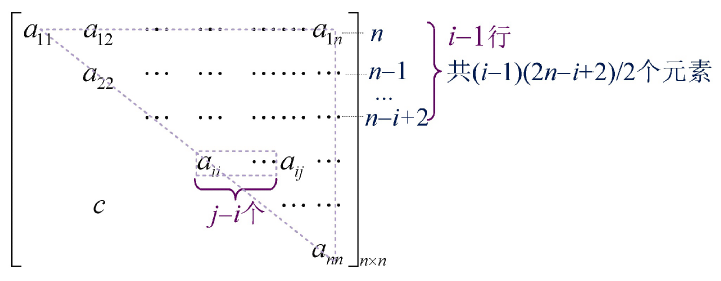 a₁₁ a₁₂ ⋯ ⋯ ⋯⋯ a₁ₙ n
a₂₂ ⋯ ⋯ ⋯⋯ ⋯ n–1
⋯
⋯ ⋯ ⋯⋯ ⋯ n–i+2
i–1行
共(i–1)(2n–i+2)/2个元素
aᵢᵢ ⋯ aᵢⱼ ⋯
j–i个
c ⋯⋯
aₙₙ n×n